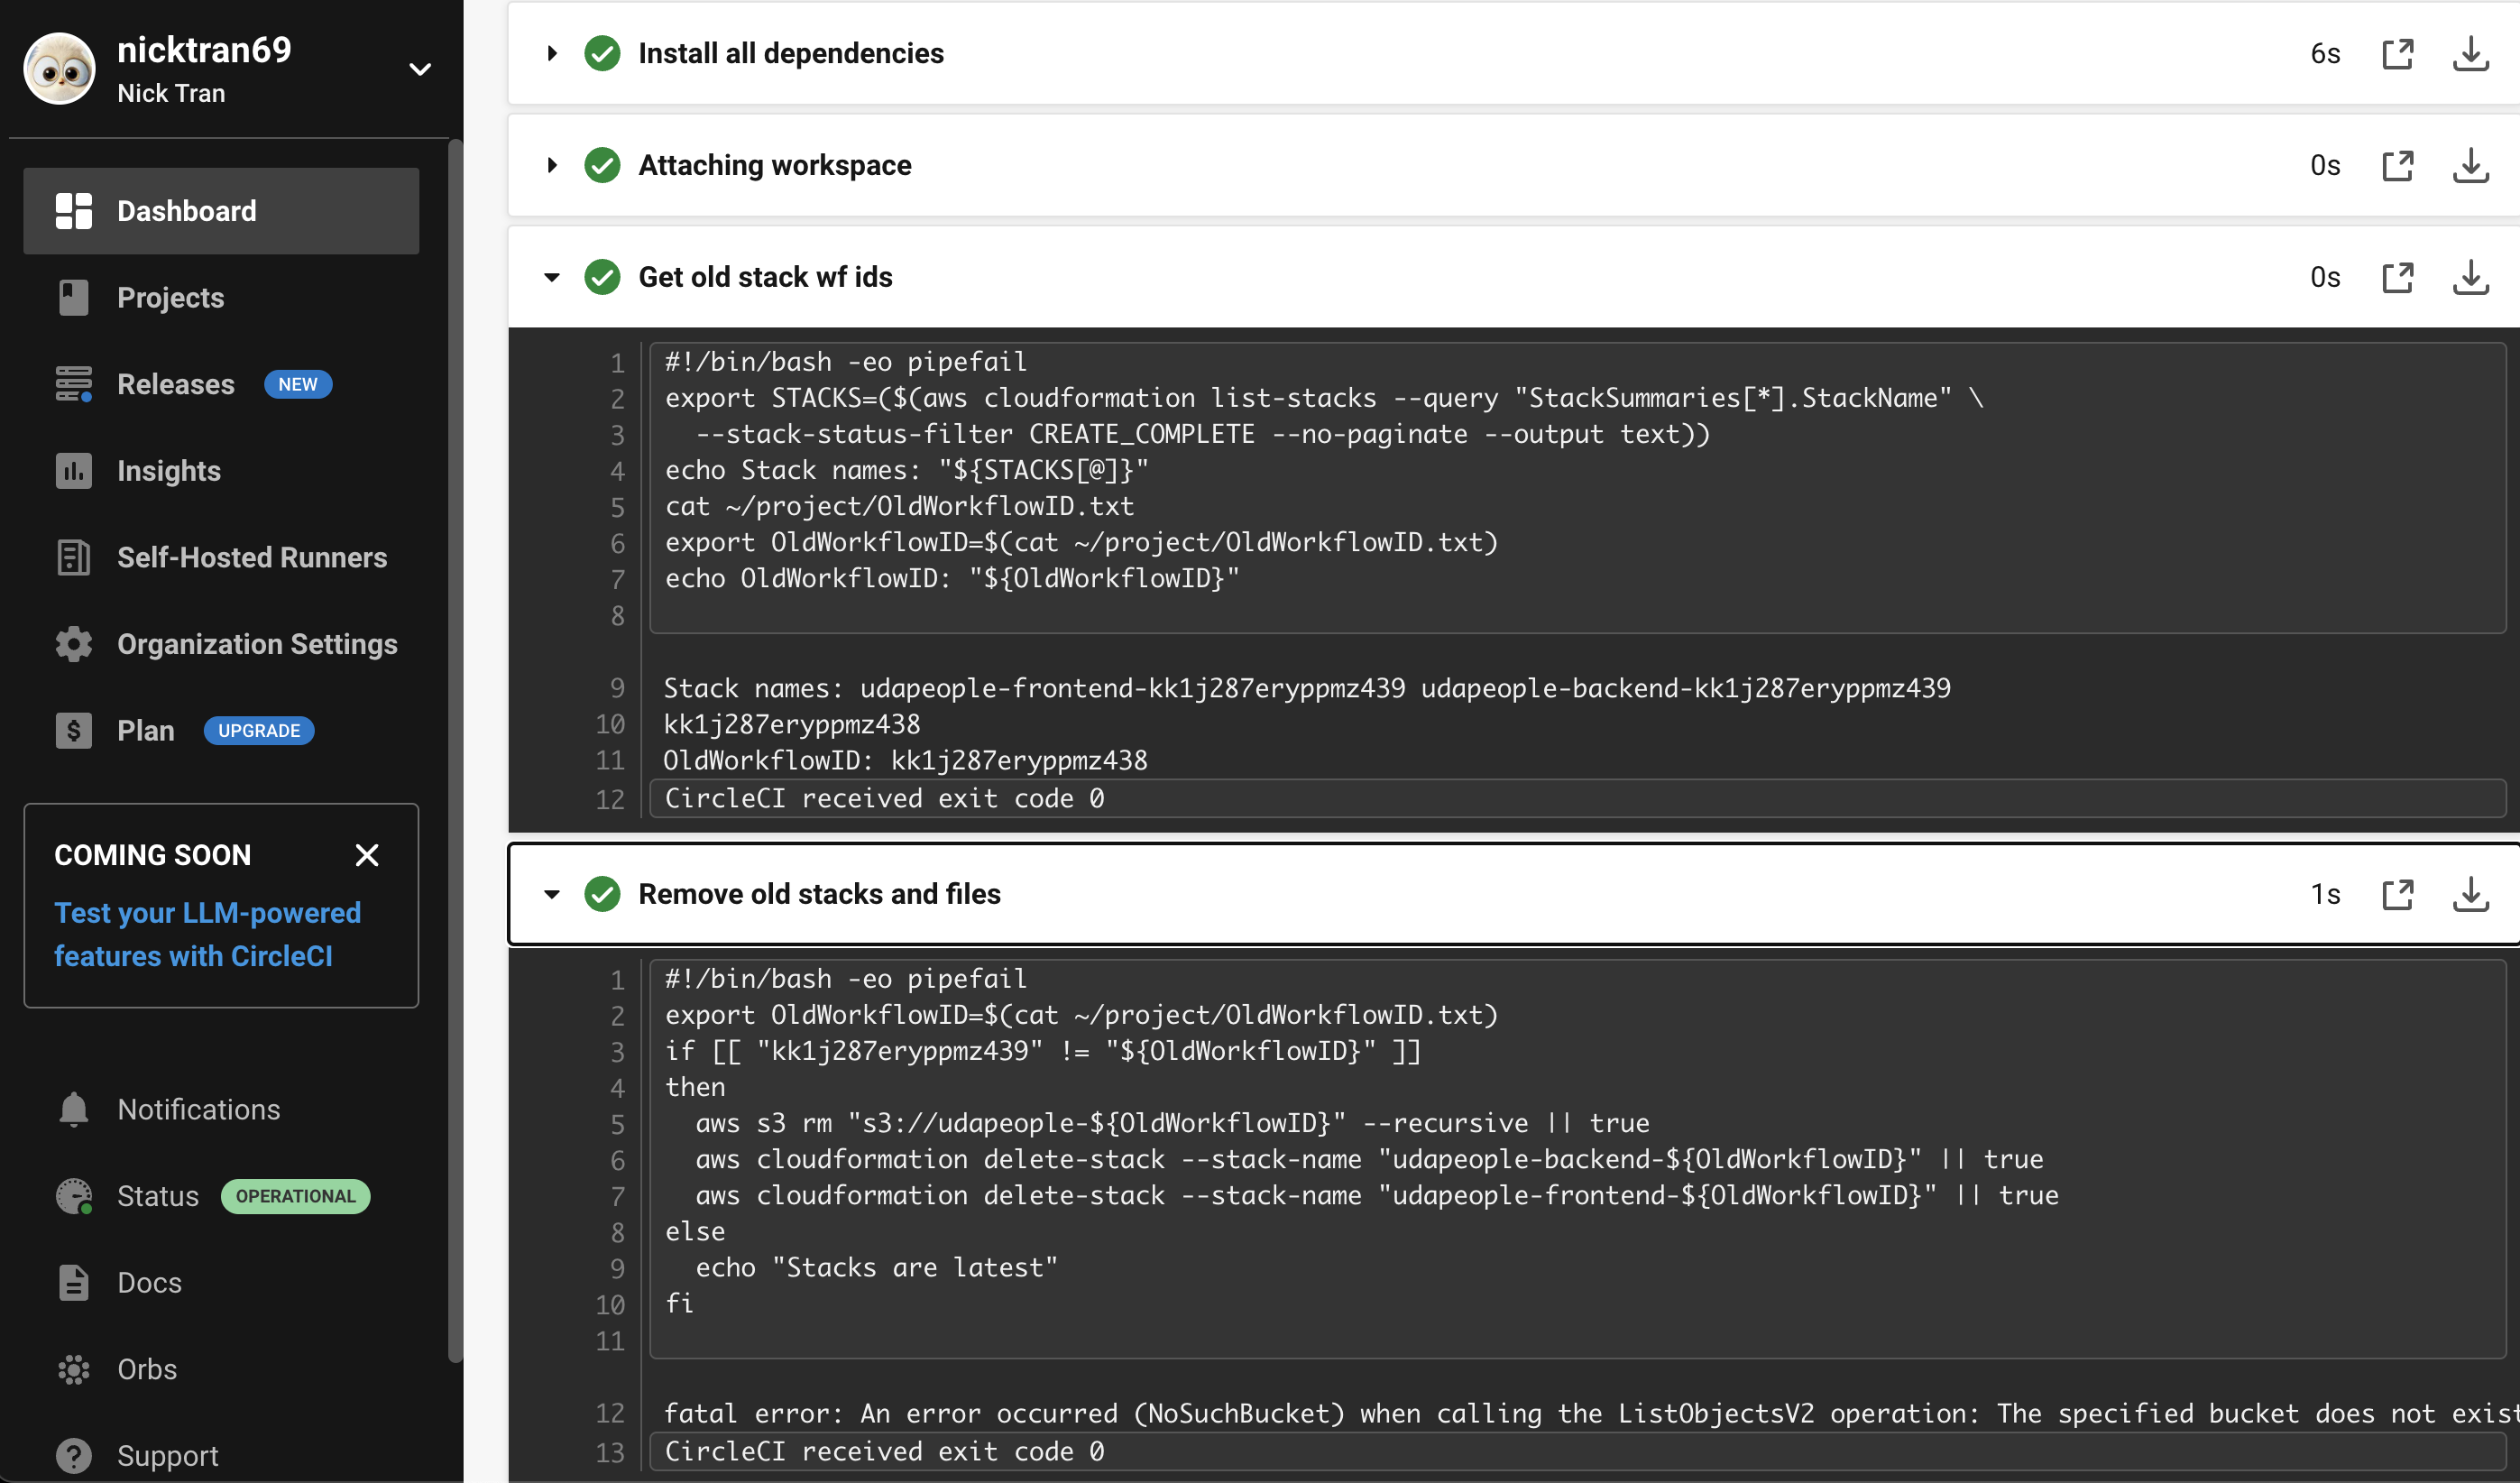 nicktran69
Nick Tran
Dashboard
Projects
Releases NEW
Insights
Self-Hosted Runners
Organization Settings
Plan UPGRADE
COMING SOON
Test your LLM-powered
features with CircleCI
Notifications
Status OPERATIONAL
Docs
Orbs
Support
Install all dependencies 6s
Attaching workspace 0s
Get old stack wf ids 0s
1 #!/bin/bash -eo pipefail
2 export STACKS=($(aws cloudformation list-stacks --query "StackSummaries[*].StackName" \
3   --stack-status-filter CREATE_COMPLETE --no-paginate --output text))
4 echo Stack names: "${STACKS[@]}"
5 cat ~/project/OldWorkflowID.txt
6 export OldWorkflowID=$(cat ~/project/OldWorkflowID.txt)
7 echo OldWorkflowID: "${OldWorkflowID}"
8
9 Stack names: udapeople-frontend-kk1j287eryppmz439 udapeople-backend-kk1j287eryppmz439
10 kk1j287eryppmz438
11 OldWorkflowID: kk1j287eryppmz438
12 CircleCI received exit code 0
Remove old stacks and files 1s
1 #!/bin/bash -eo pipefail
2 export OldWorkflowID=$(cat ~/project/OldWorkflowID.txt)
3 if [[ "kk1j287eryppmz439" != "${OldWorkflowID}" ]]
4 then
5   aws s3 rm "s3://udapeople-${OldWorkflowID}" --recursive || true
6   aws cloudformation delete-stack --stack-name "udapeople-backend-${OldWorkflowID}" || true
7   aws cloudformation delete-stack --stack-name "udapeople-frontend-${OldWorkflowID}" || true
8 else
9   echo "Stacks are latest"
10 fi
11
12 fatal error: An error occurred (NoSuchBucket) when calling the ListObjectsV2 operation: The specified bucket does not exist
13 CircleCI received exit code 0